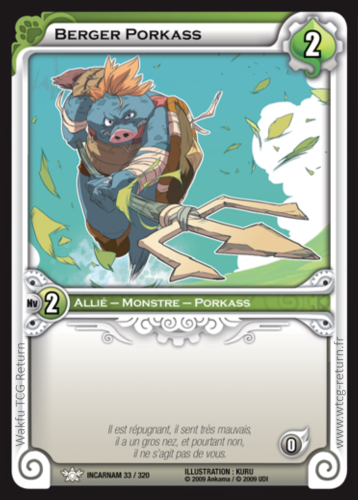 Berger Porkass
2
Nv 2 Allié – Monstre – Porkass
Wakfu TCG Return
www.wtcg-return.fr
Il est répugnant, il sent très mauvais,
il a un gros nez, et pourtant non,
il ne s'agit pas de vous.
0
INCARNAM 33 / 320
ILLUSTRATION : KURU
© 2009 Ankama / © 2009 UDI